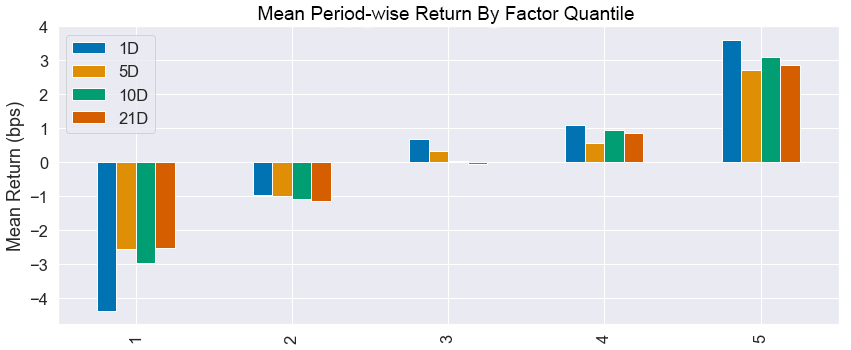 Mean Period-wise Return By Factor Quantile
Mean Return (bps)
4
3
2
1
0
−1
−2
−3
−4
1D
5D
10D
21D
1
2
3
4
5